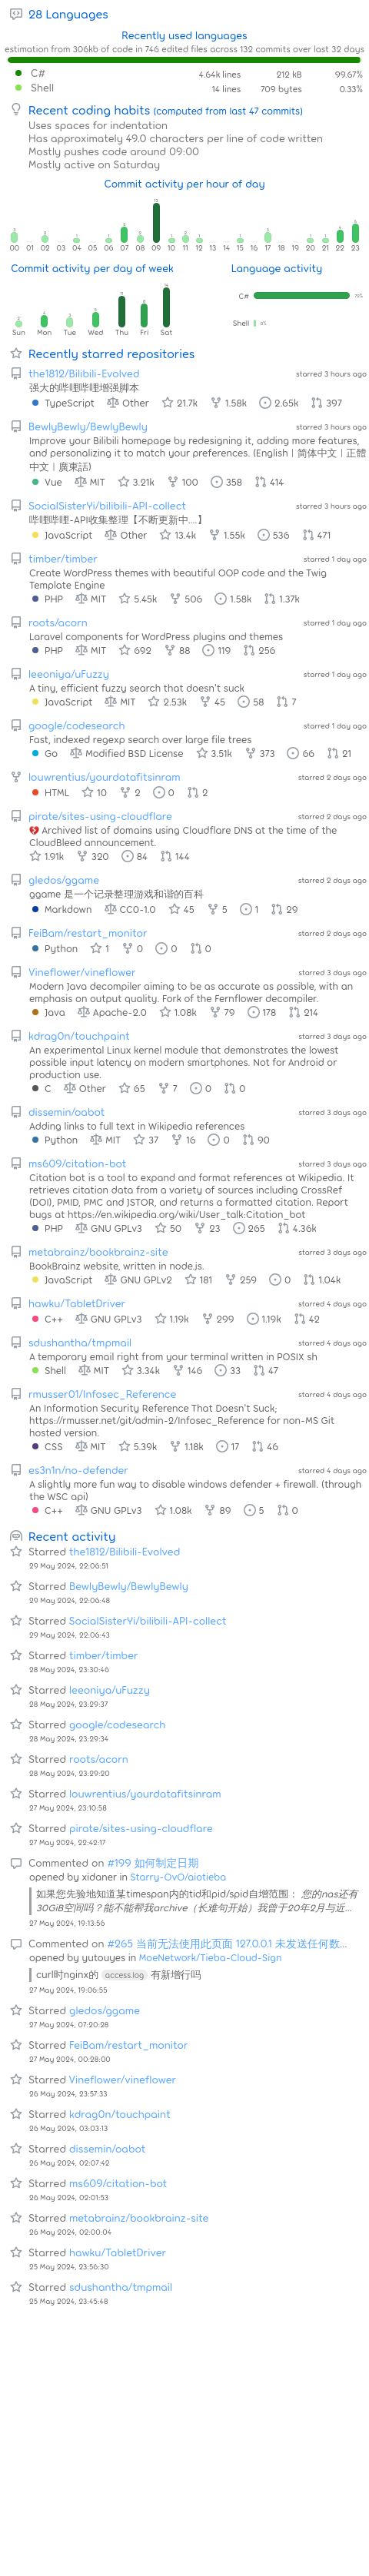 28 Languages
Recently used languages
estimation from 306kb of code in 746 edited files across 132 commits over last 32 days
C# 4.64k lines 212 kB 99.67%
Shell 14 lines 709 bytes 0.33%
Recent coding habits (computed from last 47 commits)
Uses spaces for indentation
Has approximately 49.0 characters per line of code written
Mostly pushes code around 09:00
Mostly active on Saturday
Commit activity per hour of day
00 01 02 03 04 05 06 07 08 09 10 11 12 13 14 15 16 17 18 19 20 21 22 23
Commit activity per day of week
Language activity
C#
Shell
Sun Mon Tue Wed Thu Fri Sat
Recently starred repositories
the1812/Bilibili-Evolved starred 3 hours ago
强大的哔哩哔哩增强脚本
TypeScript Other 21.7k 1.58k 2.65k 397
BewlyBewly/BewlyBewly starred 3 hours ago
Improve your Bilibili homepage by redesigning it, adding more features,
and personalizing it to match your preferences. (English | 简体中文 | 正體
中文 | 廣東話)
Vue MIT 3.21k 100 358 414
SocialSisterYi/bilibili-API-collect starred 3 hours ago
哔哩哔哩-API收集整理【不断更新中....】
JavaScript Other 13.4k 1.55k 536 471
timber/timber starred 1 day ago
Create WordPress themes with beautiful OOP code and the Twig
Template Engine
PHP MIT 5.45k 506 1.58k 1.37k
roots/acorn starred 1 day ago
Laravel components for WordPress plugins and themes
PHP MIT 692 88 119 256
leeoniya/uFuzzy starred 1 day ago
A tiny, efficient fuzzy search that doesn't suck
JavaScript MIT 2.53k 45 58 7
google/codesearch starred 1 day ago
Fast, indexed regexp search over large file trees
Go Modified BSD License 3.51k 373 66 21
louwrentius/yourdatafitsinram starred 2 days ago
HTML 10 2 0 2
pirate/sites-using-cloudflare starred 2 days ago
💔 Archived list of domains using Cloudflare DNS at the time of the
CloudBleed announcement.
1.91k 320 84 144
gledos/ggame starred 2 days ago
ggame 是一个记录整理游戏和谐的百科
Markdown CC0-1.0 45 5 1 29
FeiBam/restart_monitor starred 2 days ago
Python 1 0 0 0
Vineflower/vineflower starred 3 days ago
Modern Java decompiler aiming to be as accurate as possible, with an
emphasis on output quality. Fork of the Fernflower decompiler.
Java Apache-2.0 1.08k 79 178 214
kdrag0n/touchpaint starred 3 days ago
An experimental Linux kernel module that demonstrates the lowest
possible input latency on modern smartphones. Not for Android or
production use.
C Other 65 7 0 0
dissemin/oabot starred 3 days ago
Adding links to full text in Wikipedia references
Python MIT 37 16 0 90
ms609/citation-bot starred 3 days ago
Citation bot is a tool to expand and format references at Wikipedia. It
retrieves citation data from a variety of sources including CrossRef
(DOI), PMID, PMC and JSTOR, and returns a formatted citation. Report
bugs at https://en.wikipedia.org/wiki/User_talk:Citation_bot
PHP GNU GPLv3 50 23 265 4.36k
metabrainz/bookbrainz-site starred 3 days ago
BookBrainz website, written in node.js.
JavaScript GNU GPLv2 181 259 0 1.04k
hawku/TabletDriver starred 4 days ago
C++ GNU GPLv3 1.19k 299 1.19k 42
sdushantha/tmpmail starred 4 days ago
A temporary email right from your terminal written in POSIX sh
Shell MIT 3.34k 146 33 47
rmusser01/Infosec_Reference starred 4 days ago
An Information Security Reference That Doesn't Suck;
https://rmusser.net/git/admin-2/Infosec_Reference for non-MS Git
hosted version.
CSS MIT 5.39k 1.18k 17 46
es3n1n/no-defender starred 4 days ago
A slightly more fun way to disable windows defender + firewall. (through
the WSC api)
C++ GNU GPLv3 1.08k 89 5 0
Recent activity
Starred the1812/Bilibili-Evolved
29 May 2024, 22:06:51
Starred BewlyBewly/BewlyBewly
29 May 2024, 22:06:48
Starred SocialSisterYi/bilibili-API-collect
29 May 2024, 22:06:43
Starred timber/timber
28 May 2024, 23:30:46
Starred leeoniya/uFuzzy
28 May 2024, 23:29:37
Starred google/codesearch
28 May 2024, 23:29:34
Starred roots/acorn
28 May 2024, 23:29:20
Starred louwrentius/yourdatafitsinram
27 May 2024, 23:10:58
Starred pirate/sites-using-cloudflare
27 May 2024, 22:42:17
Commented on #199 如何制定日期
opened by xidaner in Starry-OvO/aiotieba
如果您先验地知道某timespan内的tid和pid/spid自增范围： 您的nas还有
30GiB空间吗？能不能帮我archive（长难句开始）我曾于20年2月与近...
27 May 2024, 19:13:56
Commented on #265 当前无法使用此页面 127.0.0.1 未发送任何数...
opened by yutouyes in MoeNetwork/Tieba-Cloud-Sign
curl时nginx的 access.log 有新增行吗
27 May 2024, 19:06:55
Starred gledos/ggame
27 May 2024, 07:20:28
Starred FeiBam/restart_monitor
27 May 2024, 00:28:00
Starred Vineflower/vineflower
26 May 2024, 23:57:33
Starred kdrag0n/touchpaint
26 May 2024, 03:03:13
Starred dissemin/oabot
26 May 2024, 02:07:42
Starred ms609/citation-bot
26 May 2024, 02:01:53
Starred metabrainz/bookbrainz-site
26 May 2024, 02:00:04
Starred hawku/TabletDriver
25 May 2024, 23:56:30
Starred sdushantha/tmpmail
25 May 2024, 23:45:48